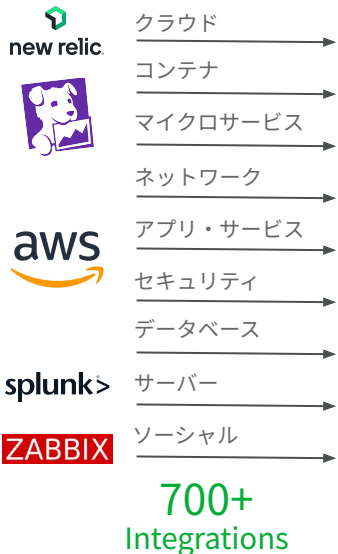 new relic.
クラウド
コンテナ
マイクロサービス
ネットワーク
アプリ・サービス
aws
セキュリティ
データベース
splunk>
サーバー
ZABBIX
ソーシャル
700+
Integrations